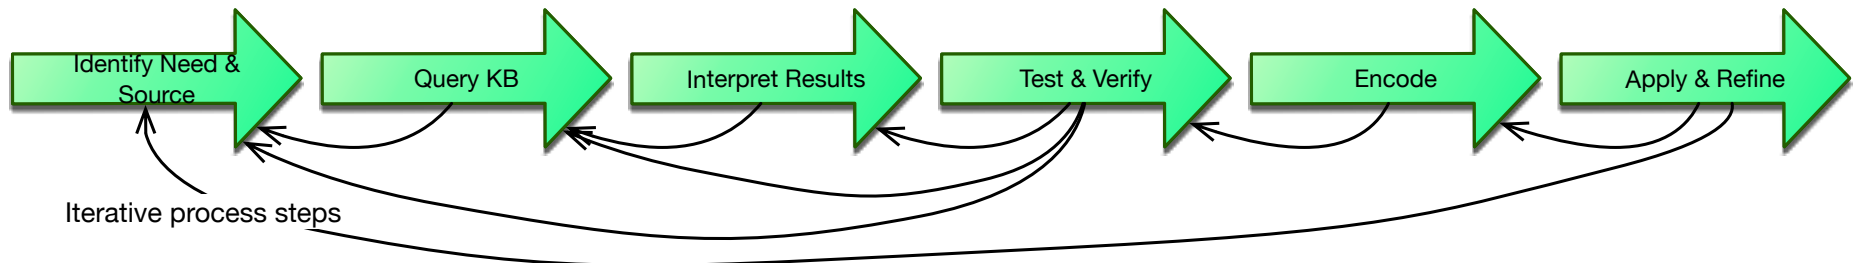 Identify Need &
Source
Query KB
Interpret Results
Test & Verify
Encode
Apply & Refine
Iterative process steps